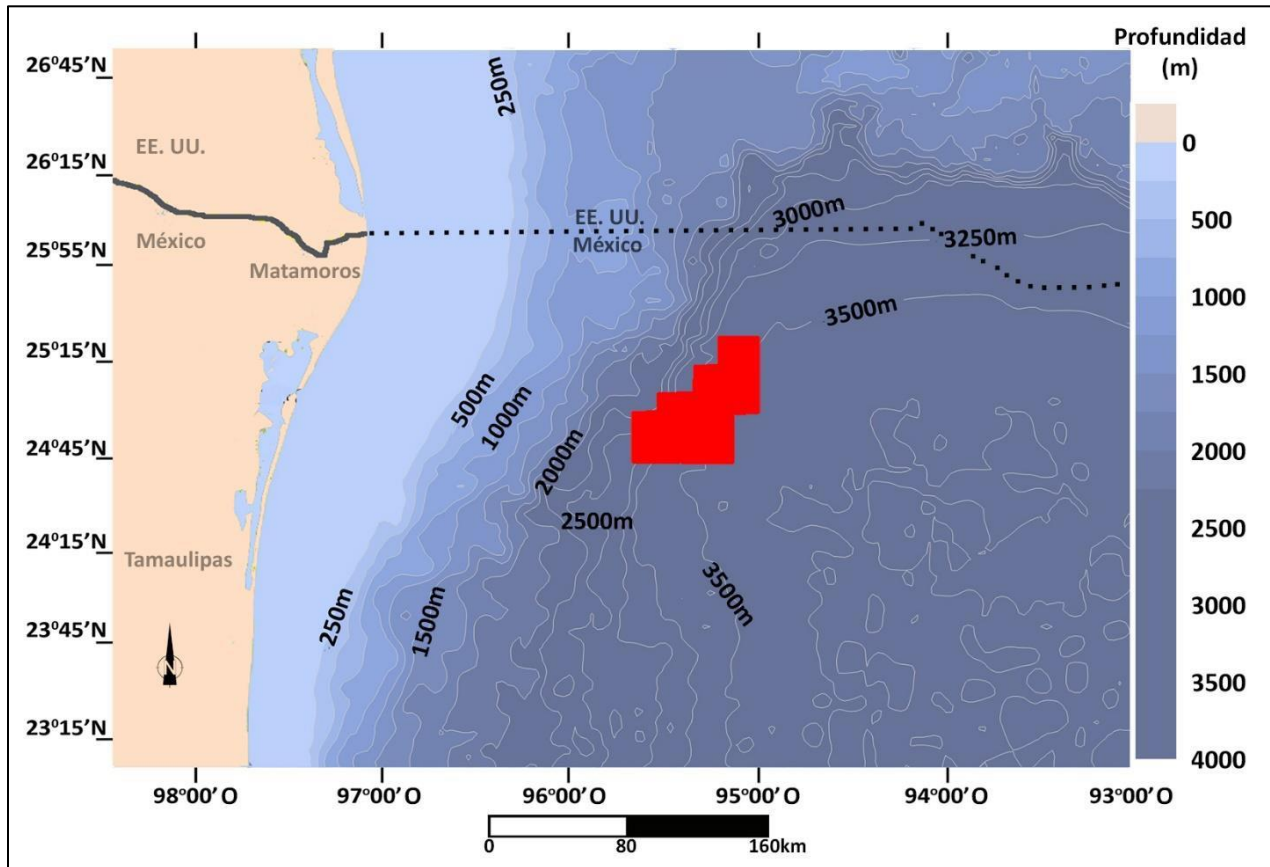 Profundidad
(m)
26°45'N
26°15'N
25°55'N
25°15'N
24°45'N
24°15'N
23°45'N
23°15'N
EE. UU.
México
Matamoros
Tamaulipas
N
250m
EE. UU.
México
3000m
3250m
3500m
500m
1000m
2000m
2500m
3500m
250m
1500m
0
500
1000
1500
2000
2500
3000
3500
4000
98°00'O
97°00'O
96°00'O
95°00'O
94°00'O
93°00'O
0
80
160km